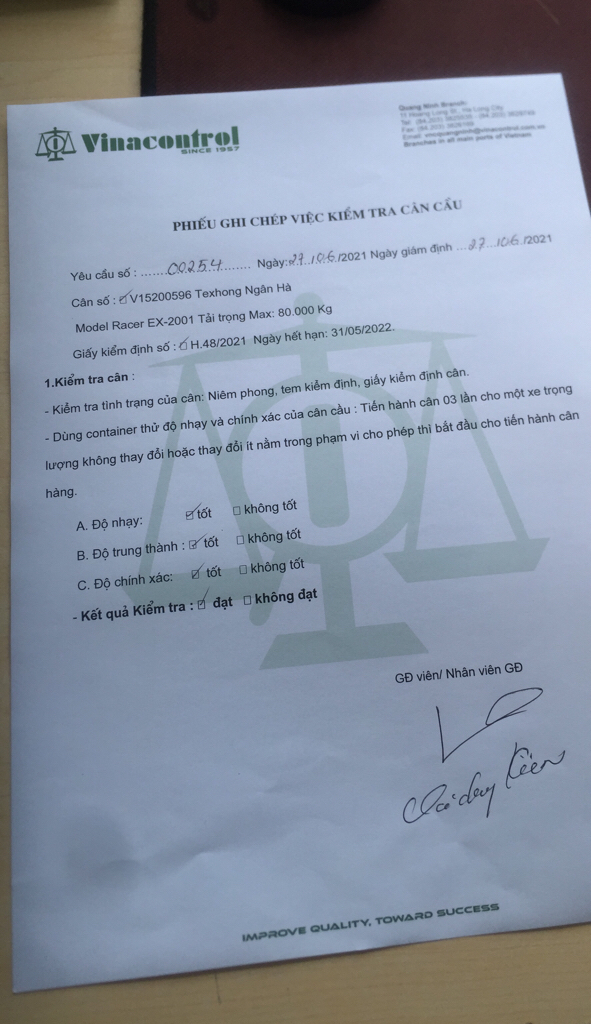 Vinacontrol
SINCE 1957
Quang Ninh Branch:
Branches in all main parts of Vietnam
PHIẾU GHI CHÉP VIỆC KIỂM TRA CÂN CẨU
Yêu cầu số : ....... 00254 ........ Ngày:27../06./2021 Ngày giám định ...27.../06./2021
Cân số : ☑ V15200596 Texhong Ngân Hà
Model Racer EX-2001 Tải trọng Max: 80.000 Kg
Giấy kiểm định số : ☑ H.48/2021 Ngày hết hạn: 31/05/2022.
1.Kiểm tra cân :
- Kiểm tra tình trạng của cân: Niêm phong, tem kiểm định, giấy kiểm định cân.
- Dùng container thử độ nhạy và chính xác của cân cầu : Tiến hành cân 03 lần cho một xe trọng
lượng không thay đổi hoặc thay đổi ít nằm trong phạm vi cho phép thì bắt đầu cho tiến hành cân
hàng.
A. Độ nhạy: ☑ tốt ☐ không tốt
B. Độ trung thành : ☑ tốt ☐ không tốt
C. Độ chính xác: ☑ tốt ☐ không tốt
- Kết quả Kiểm tra : ☑ đạt ☐ không đạt
GĐ viên/ Nhân viên GĐ
IMPROVE QUALITY, TOWARD SUCCESS